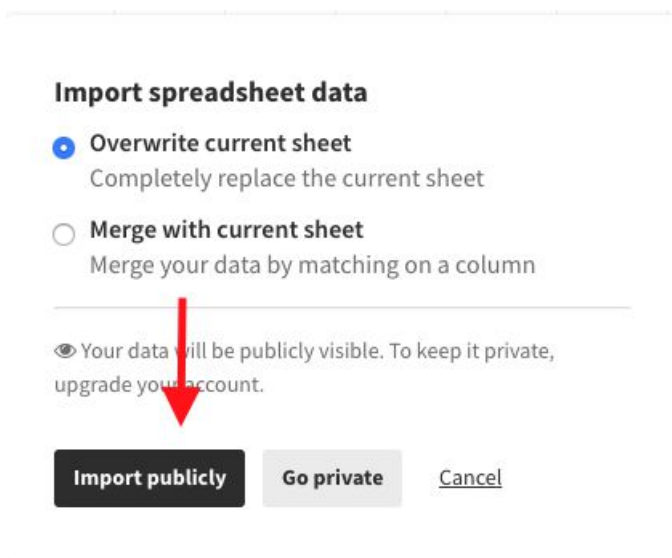 Import spreadsheet data
Overwrite current sheet
Completely replace the current sheet
Merge with current sheet
Merge your data by matching on a column
Your data will be publicly visible. To keep it private,
upgrade your account.
Import publicly Go private Cancel